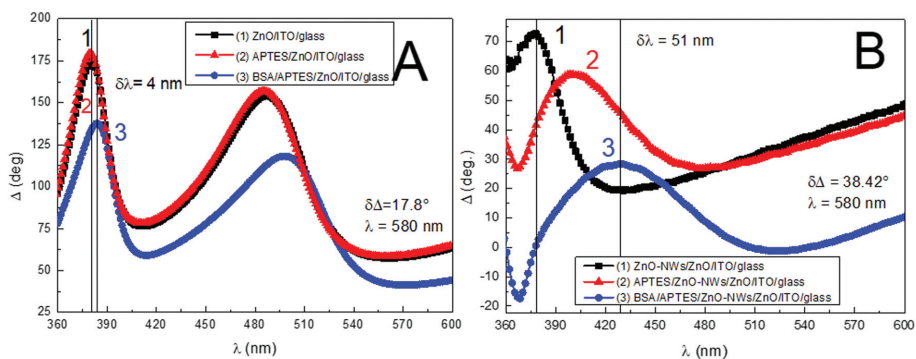 A
(1) ZnO/ITO/glass
(2) APTES/ZnO/ITO/glass
(3) BSA/APTES/ZnO/ITO/glass
1
2
3
δλ= 4 nm
δΔ=17.8°
λ = 580 nm
Δ (deg.)
200
175
150
125
100
75
50
25
360 390 420 450 480 510 540 570 600
λ (nm)
B
δλ = 51 nm
1
2
3
δΔ = 38.42°
λ = 580 nm
(1) ZnO-NWs/ZnO/ITO/glass
(2) APTES/ZnO-NWs/ZnO/ITO/glass
(3) BSA/APTES/ZnO-NWs/ZnO/ITO/glass
Δ (deg.)
70
60
50
40
30
20
10
0
-10
-20
360 390 420 450 480 510 540 570 600
λ (nm)